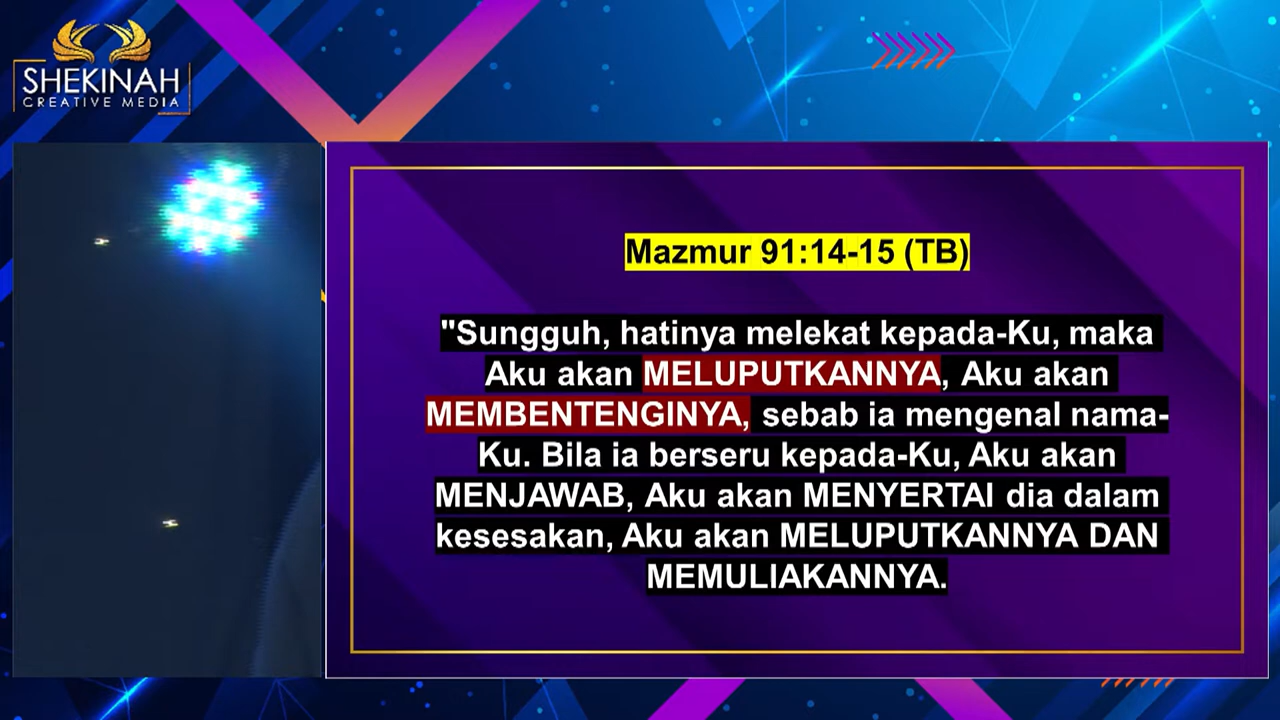 SHEKINAH
CREATIVE MEDIA
Mazmur 91:14-15 (TB)
"Sungguh, hatinya melekat kepada-Ku, maka
Aku akan MELUPUTKANNYA, Aku akan
MEMBENTENGINYA, sebab ia mengenal nama-
Ku. Bila ia berseru kepada-Ku, Aku akan
MENJAWAB, Aku akan MENYERTAI dia dalam
kesesakan, Aku akan MELUPUTKANNYA DAN
MEMULIAKANNYA.